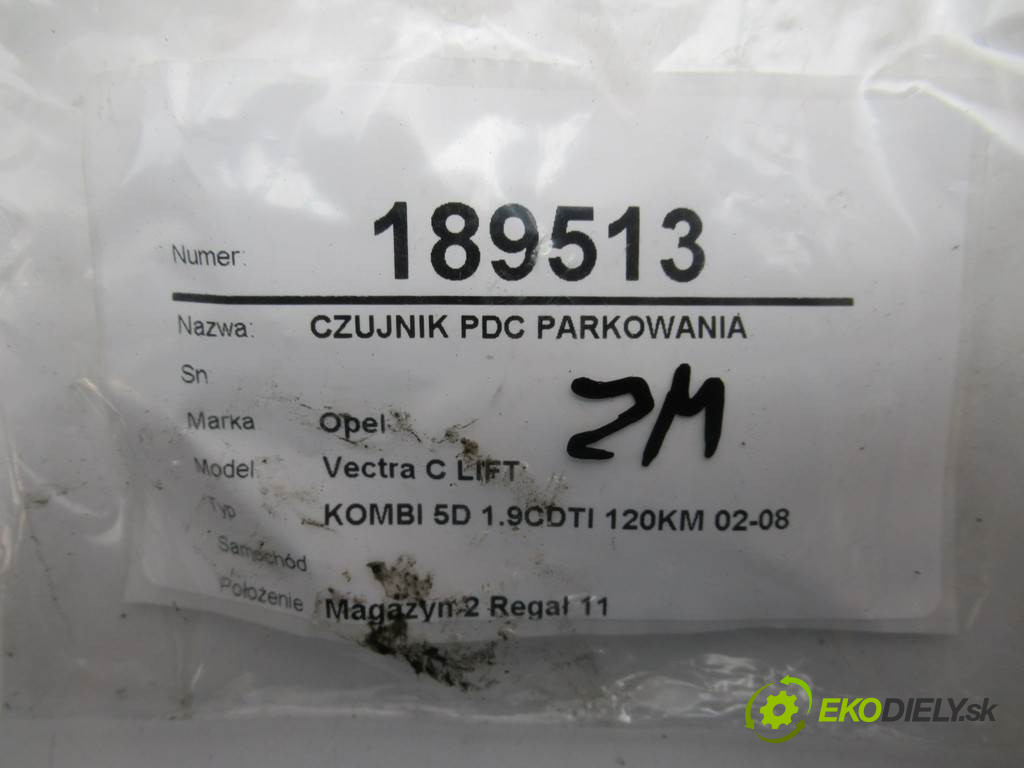 Numer: 189513
Nazwa: CZUJNIK PDC PARKOWANIA
Sn
ZM
Marka Opel
Model: Vectra C LIFT
Typ KOMBI 5D 1.9CDTI 120KM 02-08
Samochód
Położenie Magazyn 2 Regał 11
EKODIELY.sk